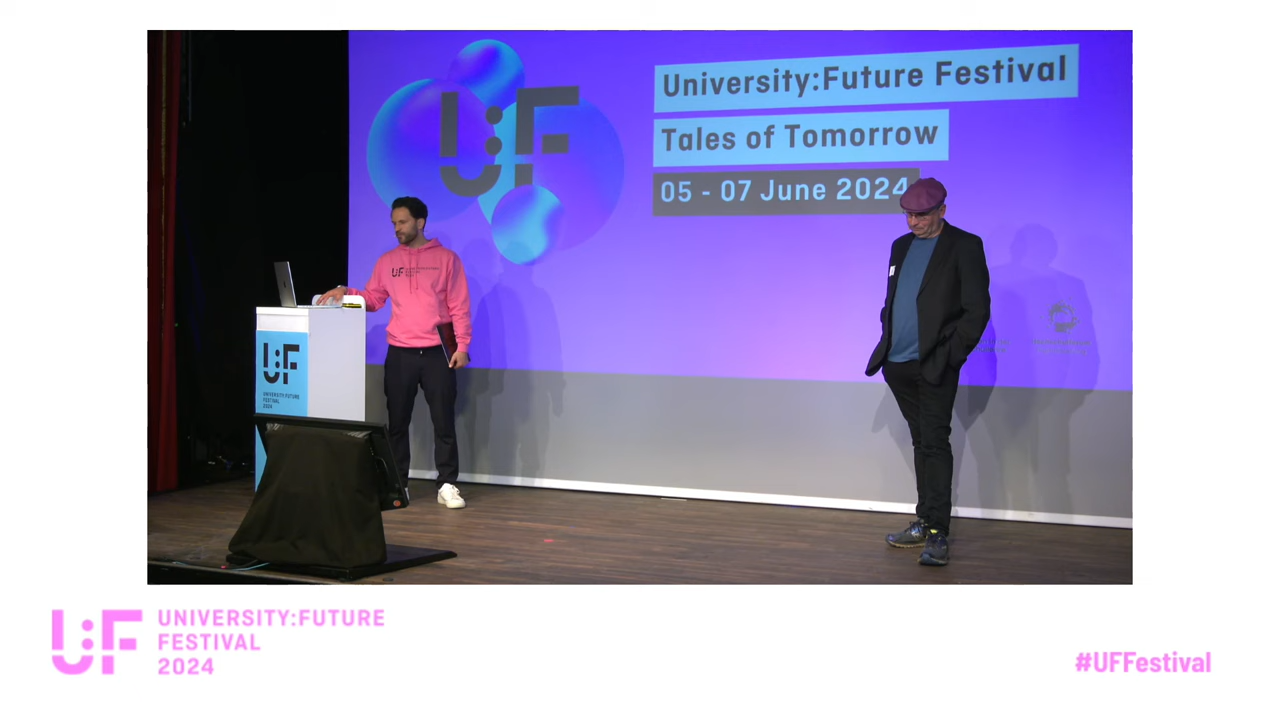 U:F
University:Future Festival
Tales of Tomorrow
05 - 07 June 2024
U:F
U:F
UNIVERSITY:FUTURE
FESTIVAL
2024
U:F
UNIVERSITY:FUTURE
FESTIVAL
2024
#UFFestival